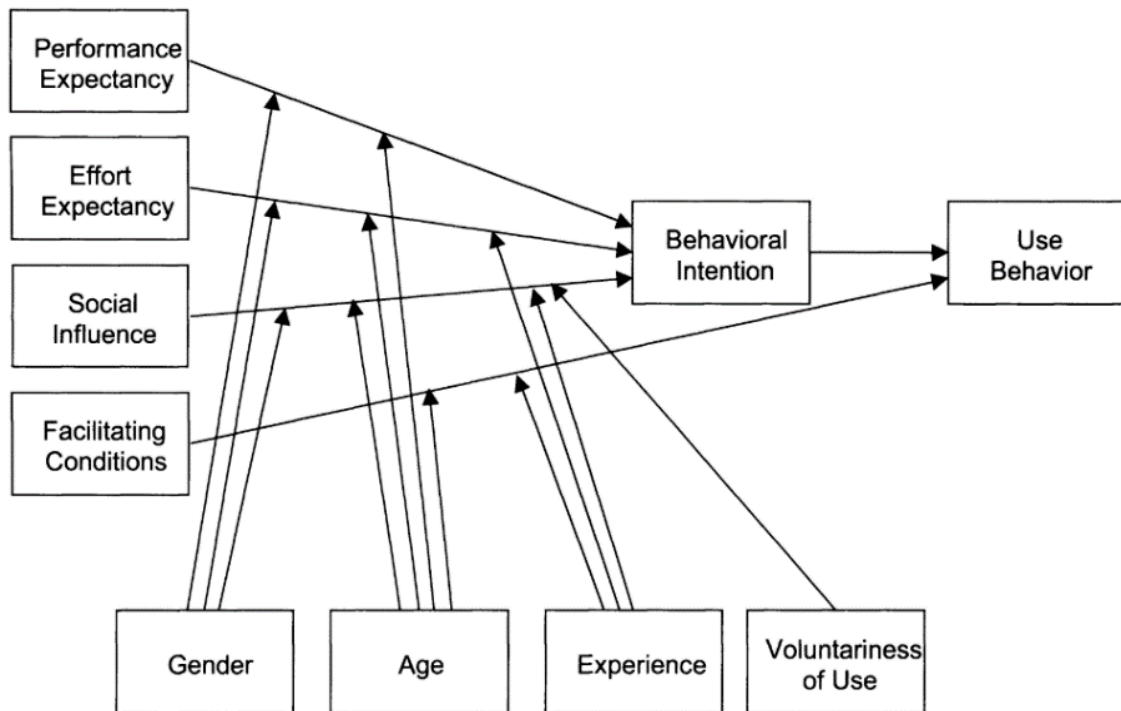 Performance
Expectancy
Effort
Expectancy
Social
Influence
Facilitating
Conditions
Behavioral
Intention
Use
Behavior
Gender
Age
Experience
Voluntariness
of Use